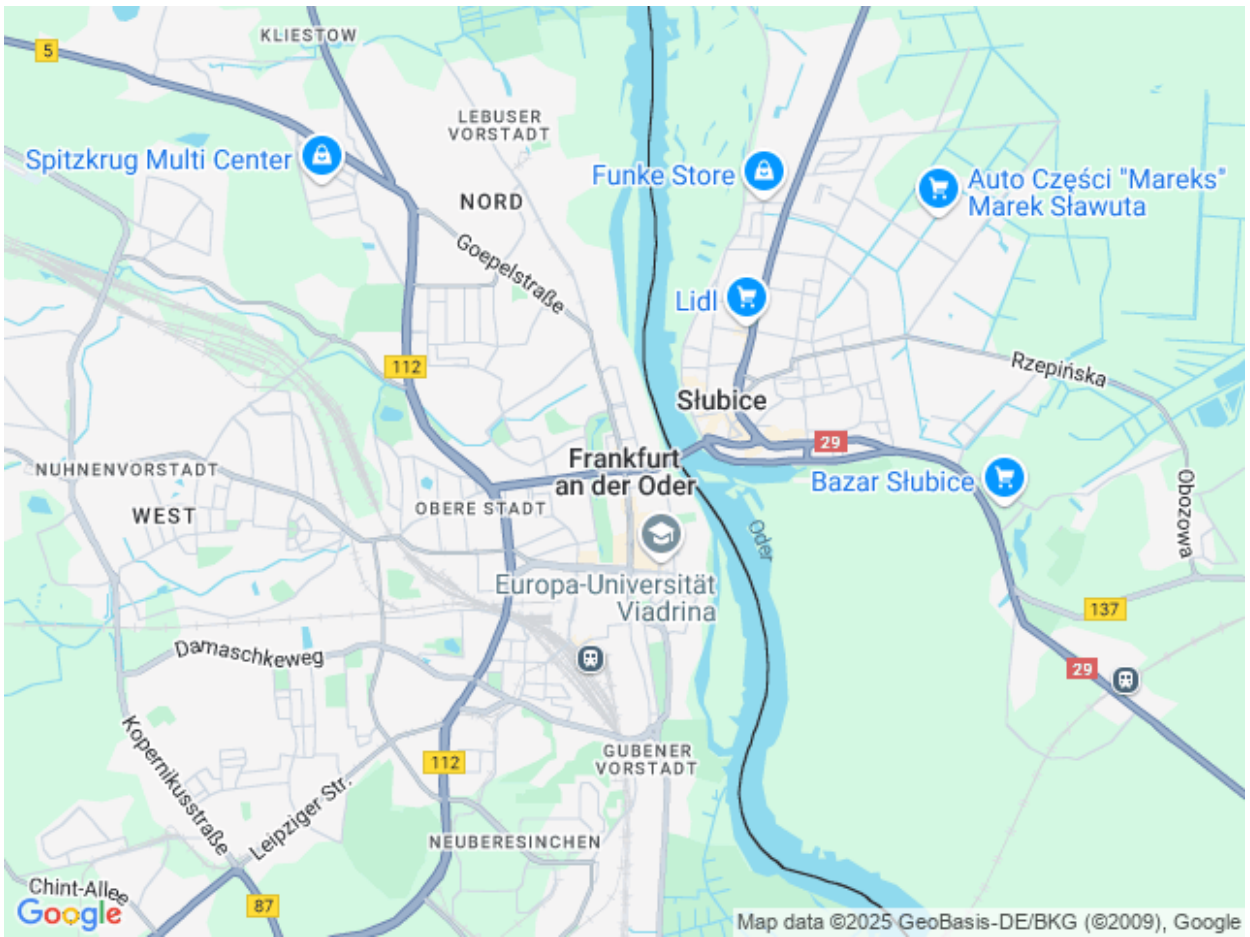 KLIESTOW
5
LEBUSER
VORSTADT
Spitzkrug Multi Center
Funke Store
Auto Części "Mareks"
Marek Sławuta
NORD
Goepelstraße
Lidl
112
Rzepińska
Słubice
29
Frankfurt
an der Oder
NUHNENVORSTADT
Bazar Słubice
OBERE STADT
WEST
Obozowa
Oder
Europa-Universität
Viadrina
137
Damaschkeweg
29
Kopernikusstraße
GUBENER
VORSTADT
112
Leipziger Str.
NEUBERESINCHEN
Chint-Allee
87
Google
Map data ©2025 GeoBasis-DE/BKG (©2009), Google